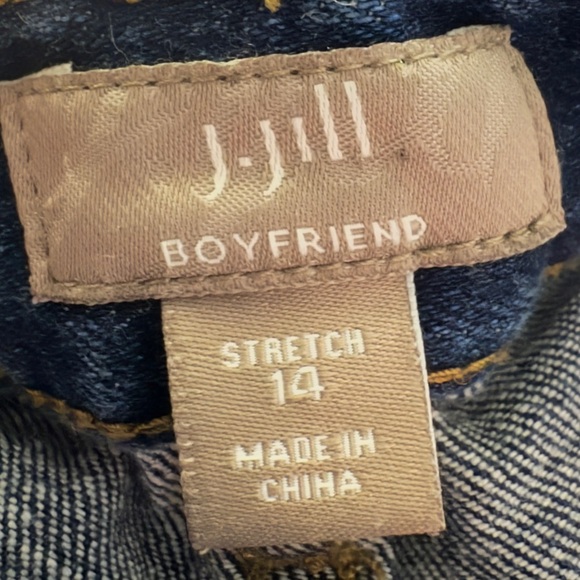 J.Jill
BOYFRIEND
STRETCH
14
MADE IN
CHINA